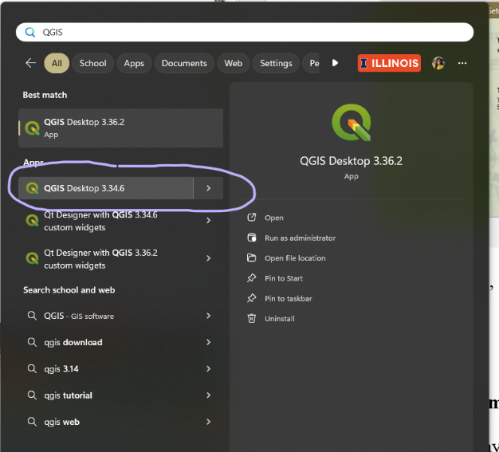 QGIS
All School Apps Documents Web Settings Pe ILLINOIS
Best match
QGIS Desktop 3.36.2
App
Apps
QGIS Desktop 3.34.6
Qt Designer with QGIS 3.34.6
custom widgets
Qt Designer with QGIS 3.36.2
custom widgets
Search school and web
QGIS - GIS software
qgis download
qgis 3.14
qgis tutorial
qgis web
QGIS Desktop 3.36.2
App
Open
Run as administrator
Open file location
Pin to Start
Pin to taskbar
Uninstall